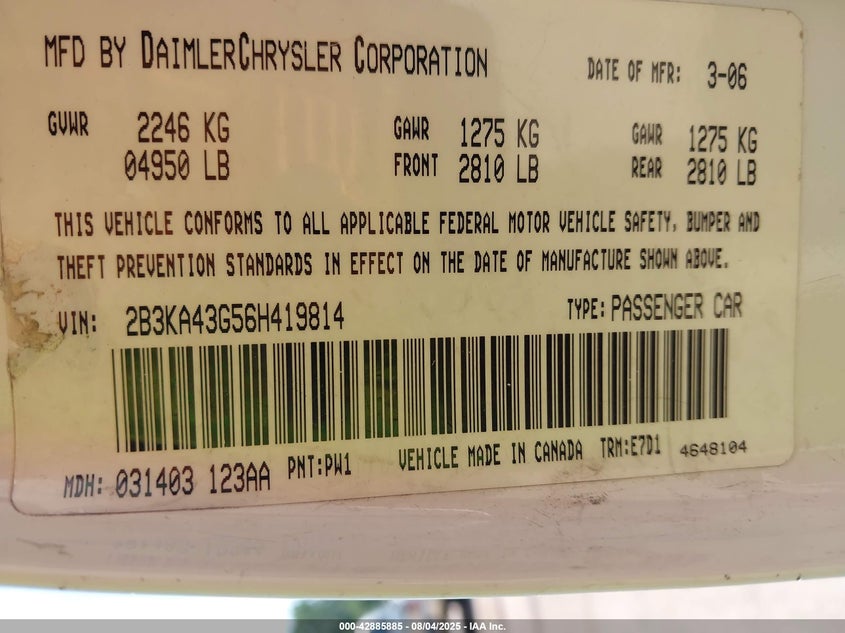 MFD BY DAIMLERCHRYSLER CORPORATION DATE OF MFR: 3-06
GVWR 2246 KG GAWR 1275 KG GAWR 1275 KG
04950 LB FRONT 2810 LB REAR 2810 LB
THIS VEHICLE CONFORMS TO ALL APPLICABLE FEDERAL MOTOR VEHICLE SAFETY, BUMPER AND
THEFT PREVENTION STANDARDS IN EFFECT ON THE DATE OF MANUFACTURE SHOWN ABOVE.
VIN: 2B3KA43G56H419814 TYPE: PASSENGER CAR
MDH: 031403 123AA PNT:PW1 VEHICLE MADE IN CANADA TRM:E7D1 4648104
000-42885885 - 08/04/2025 - IAA Inc.